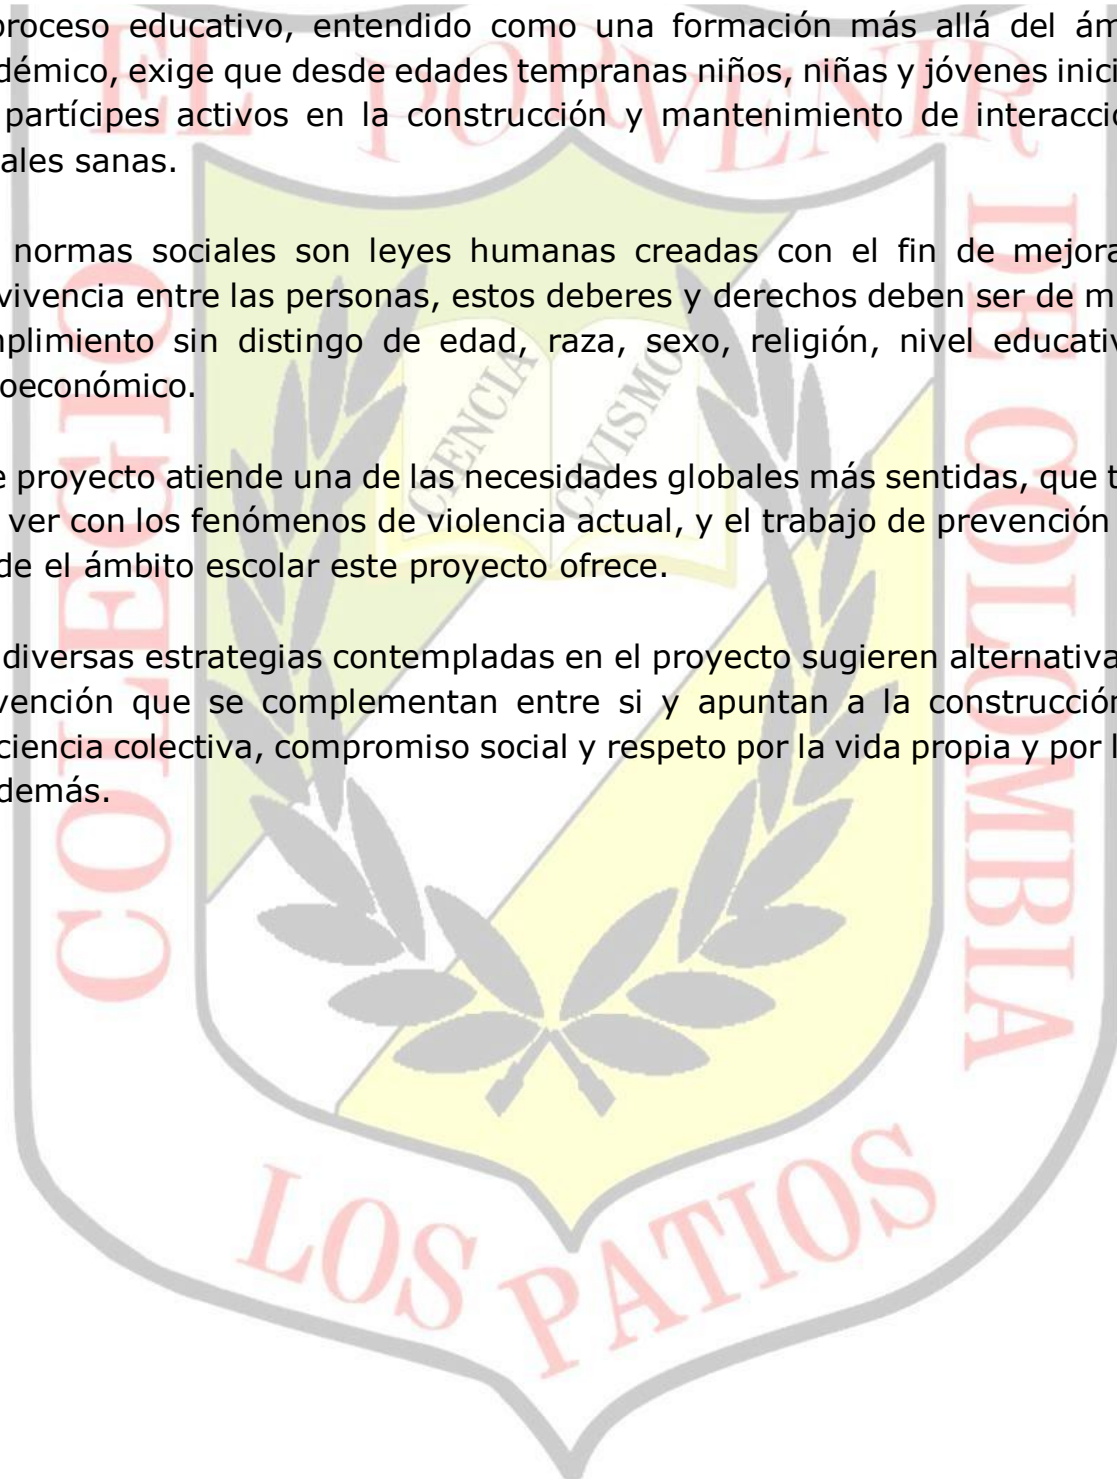 EL PORVENIR DE COLOMBIA
COLEGIO
CIENCIA
CIVISMO
LOS PATIOS
proceso educativo, entendido como una formación más allá del ám
démico, exige que desde edades tempranas niños, niñas y jóvenes inici
partícipes activos en la construcción y mantenimiento de interaccio
ales sanas.
normas sociales son leyes humanas creadas con el fin de mejora
vivencia entre las personas, estos deberes y derechos deben ser de m
mplimiento sin distingo de edad, raza, sexo, religión, nivel educativ
oeconómico.
e proyecto atiende una de las necesidades globales más sentidas, que t
ver con los fenómenos de violencia actual, y el trabajo de prevención
de el ámbito escolar este proyecto ofrece.
diversas estrategias contempladas en el proyecto sugieren alternativa
vención que se complementan entre si y apuntan a la construcción
ciencia colectiva, compromiso social y respeto por la vida propia y por l
demás.